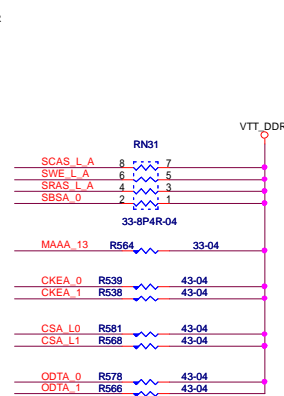 VTT_DDR
RN31
SCAS_L_A 8 7
SWE_L_A 6 5
SRAS_L_A 4 3
SBSA_0 2 1
33-8P4R-04
MAAA_13 R564 33-04
CKEA_0 R539 43-04
CKEA_1 R538 43-04
CSA_L0 R581 43-04
CSA_L1 R568 43-04
ODTA_0 R578 43-04
ODTA_1 R566 43-04